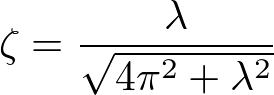 ζ = λ / √(4π² + λ²)